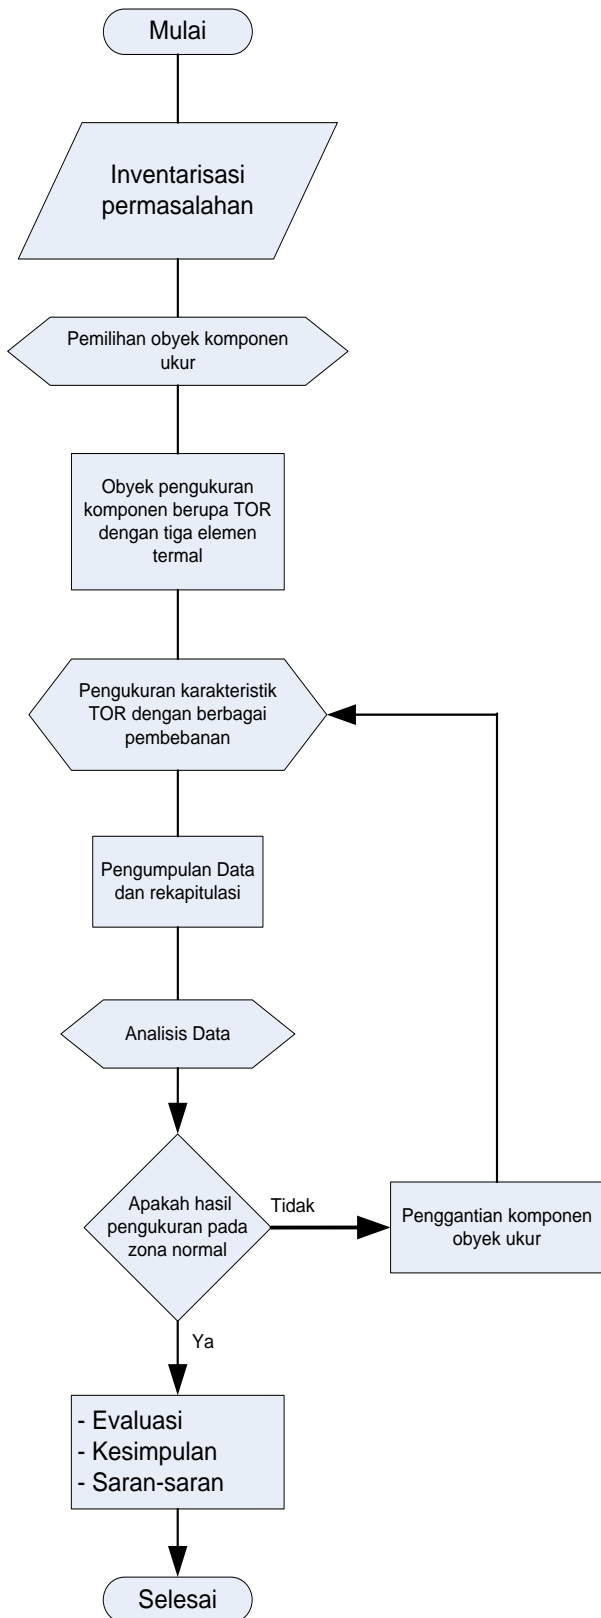 Mulai
Inventarisasi
permasalahan
Pemilihan obyek komponen
ukur
Obyek pengukuran
komponen berupa TOR
dengan tiga elemen
termal
Pengukuran karakteristik
TOR dengan berbagai
pembebanan
Pengumpulan Data
dan rekapitulasi
Analisis Data
Apakah hasil
pengukuran pada
zona normal
Tidak
Penggantian komponen
obyek ukur
Ya
- Evaluasi
- Kesimpulan
- Saran-saran
Selesai